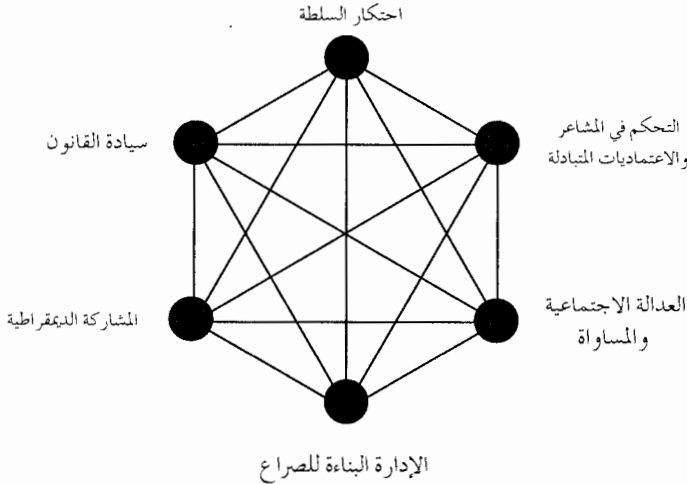 احتكار السلطة
التحكم في المشاعر
والاعتماديات المتبادلة
سيادة القانون
العدالة الاجتماعية
والمساواة
المشاركة الديمقراطية
الإدارة البناءة للصراع